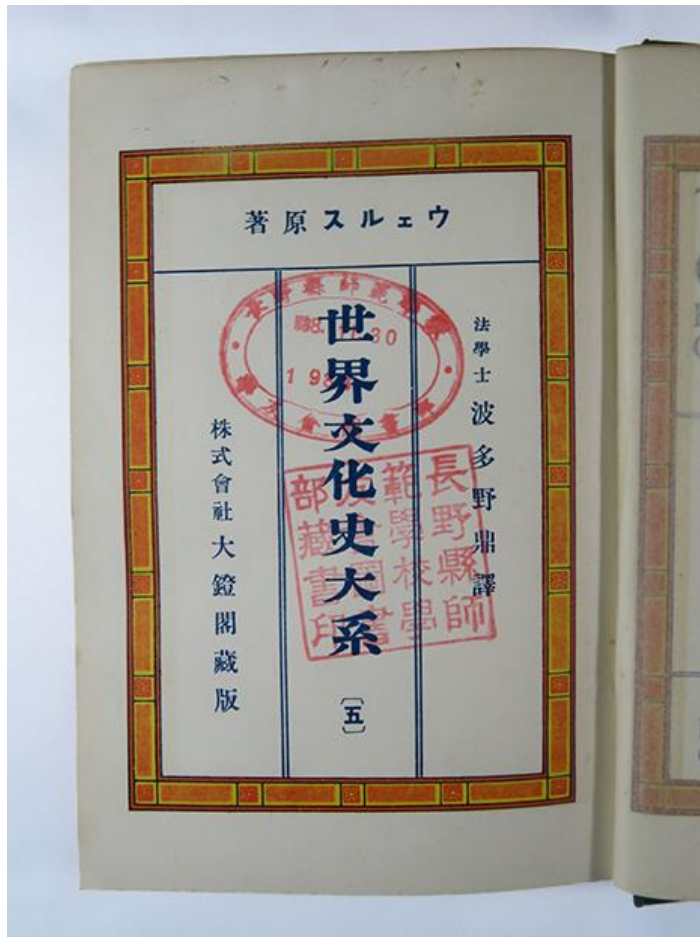 ウェルス原著
法學士 波多野鼎譯
世界文化史大系
〔五〕
株式會社 大鐙閣藏版
長野縣師
範學校學
部藏書印